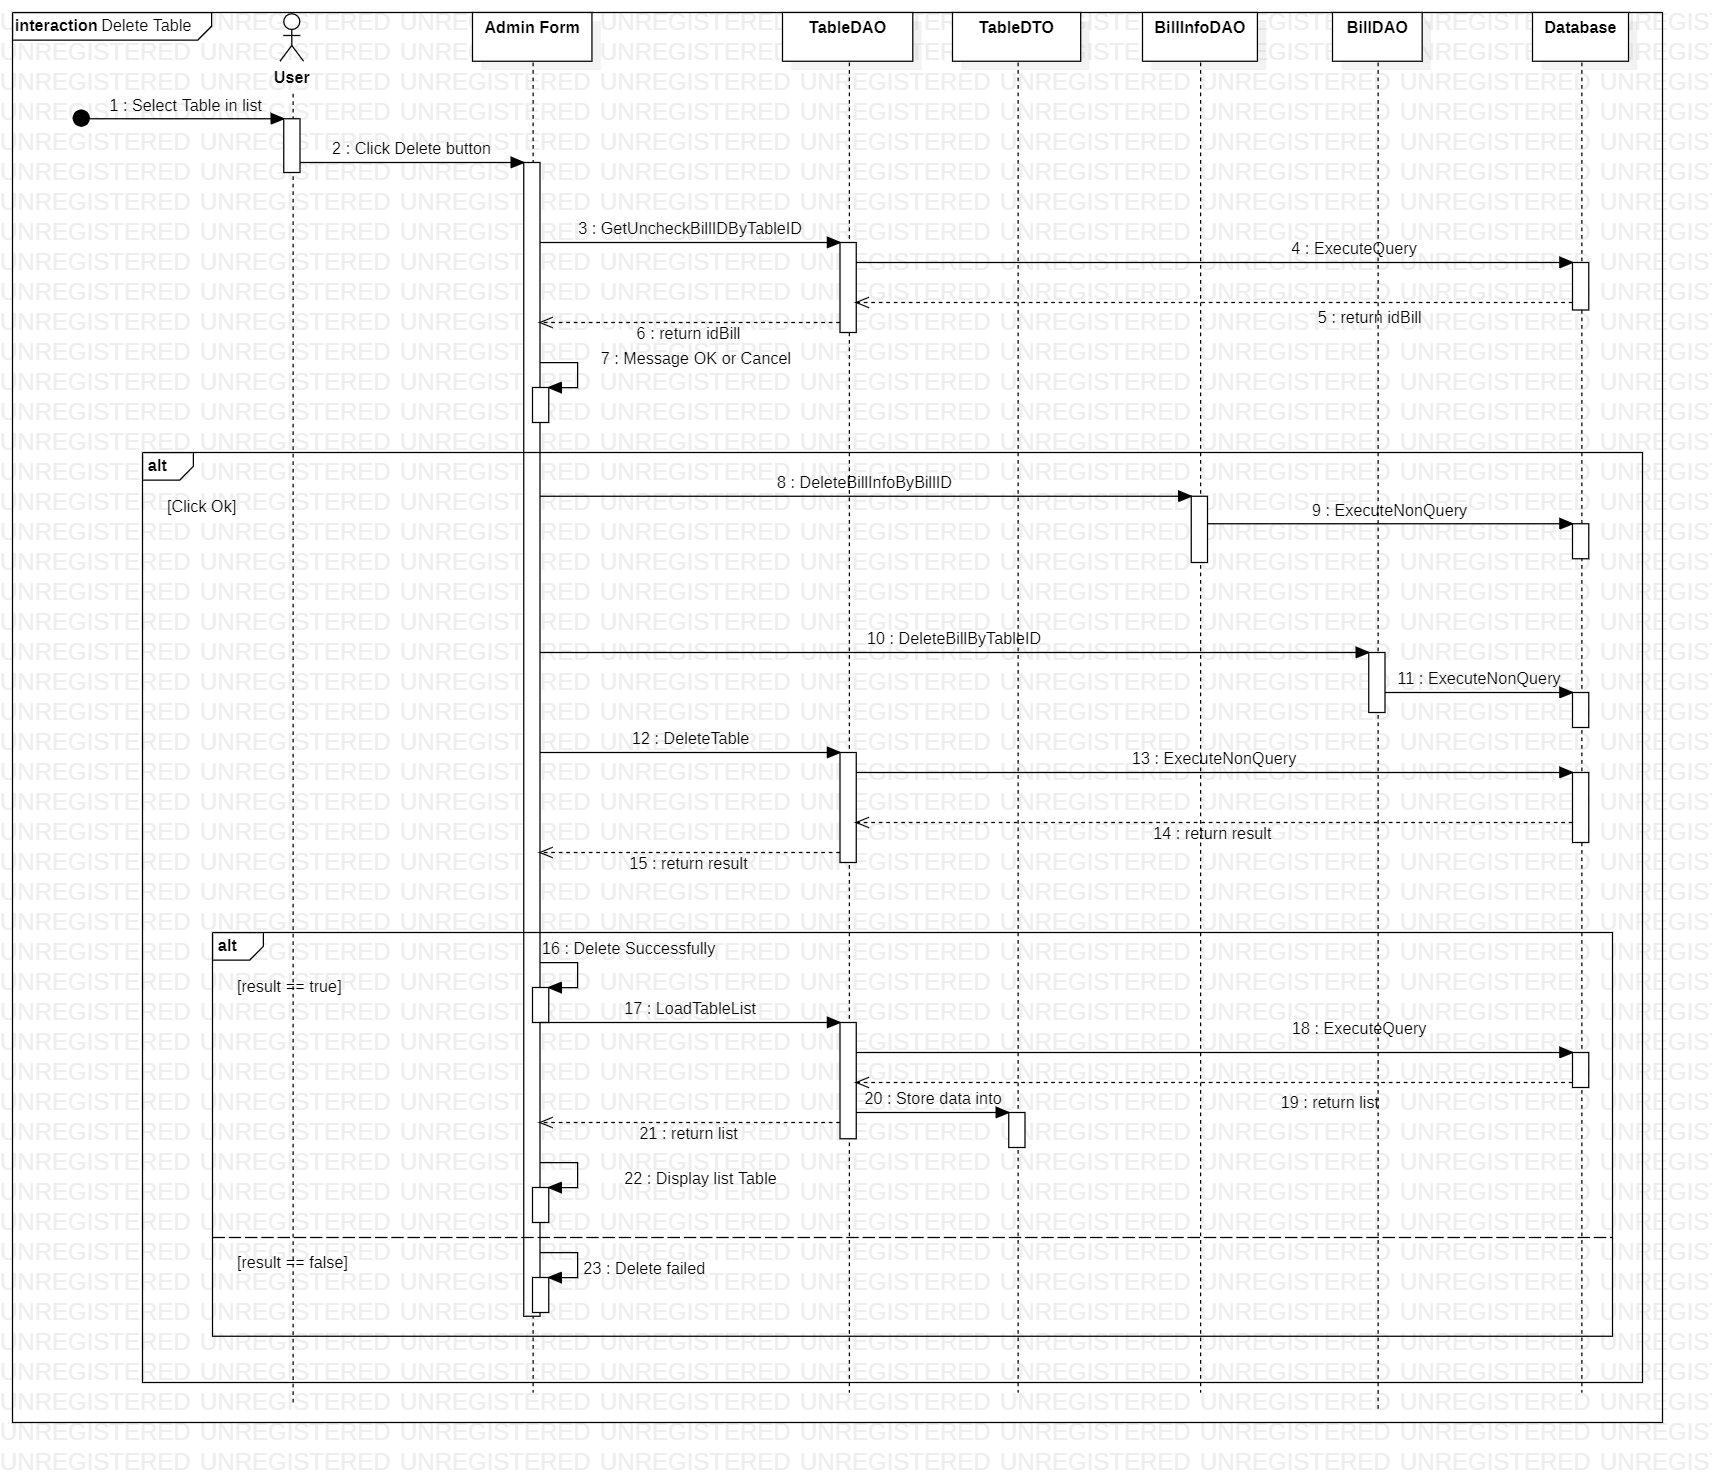 interaction Delete Table
User
Admin Form
TableDAO
TableDTO
BillInfoDAO
BillDAO
Database
1 : Select Table in list
2 : Click Delete button
3 : GetUncheckBillIDByTableID
4 : ExecuteQuery
5 : return idBill
6 : return idBill
7 : Message OK or Cancel
alt
[Click Ok]
8 : DeleteBillInfoByBillID
9 : ExecuteNonQuery
10 : DeleteBillByTableID
11 : ExecuteNonQuery
12 : DeleteTable
13 : ExecuteNonQuery
14 : return result
15 : return result
alt
[result == true]
16 : Delete Successfully
17 : LoadTableList
18 : ExecuteQuery
19 : return list
20 : Store data into
21 : return list
22 : Display list Table
[result == false]
23 : Delete failed
UNREGISTERED